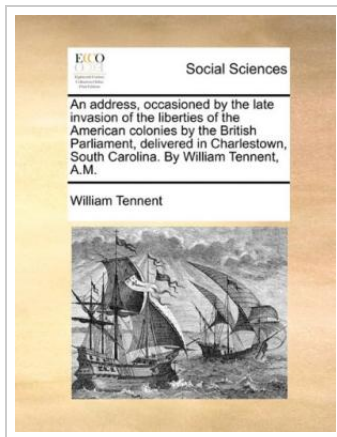 ECCO
Social Sciences
An address, occasioned by the late
invasion of the liberties of the
American colonies by the British
Parliament, delivered in Charlestown,
South Carolina. By William Tennent,
A.M.
William Tennent